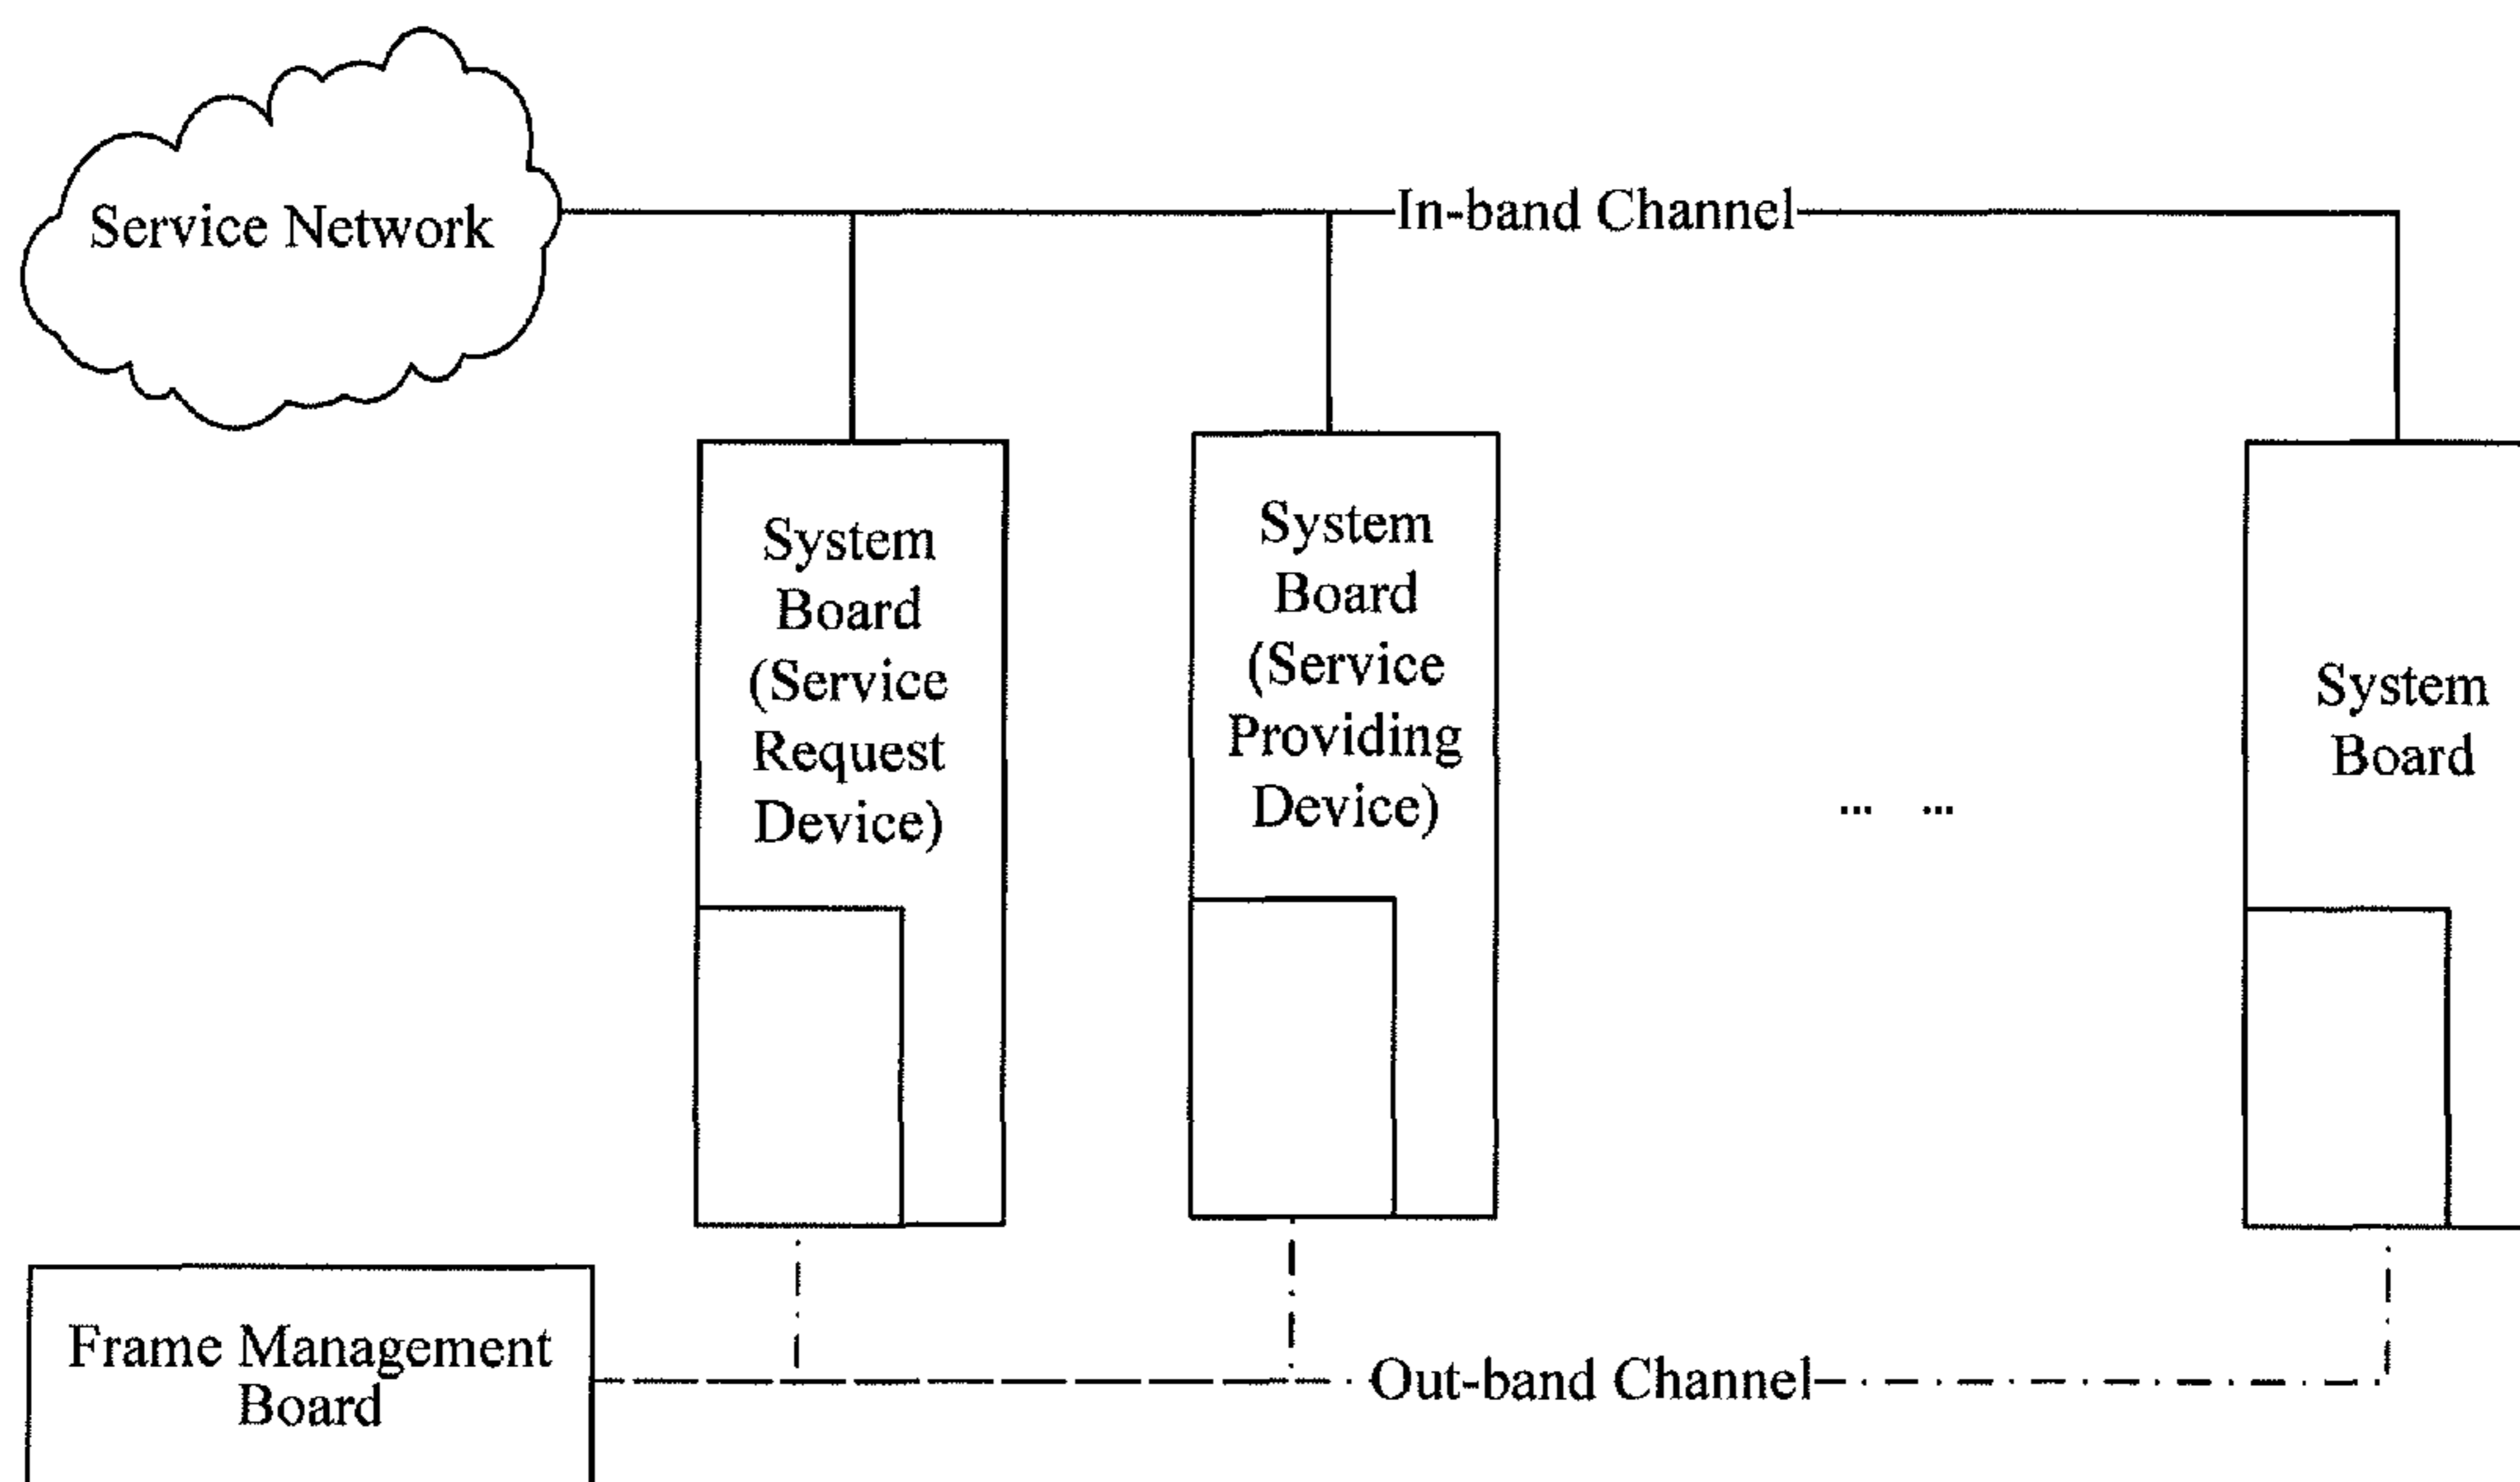 Service Network
In-band Channel
System
Board
(Service
Request
Device)
System
Board
(Service
Providing
Device)
... ...
System
Board
Frame Management
Board
Out-band Channel